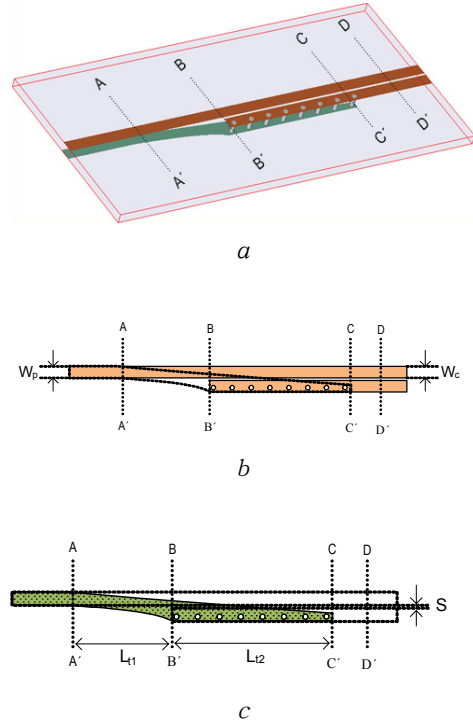 A B C D
A´ B´ C´ D´
a
A B C D
Wp Wc
A´ B´ C´ D´
b
A B C D
S
A´ Lt1 B´ Lt2 C´ D´
c